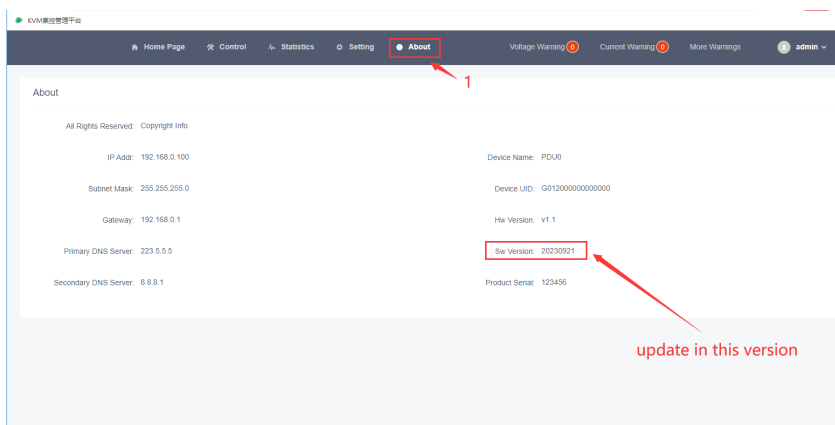 KVM集控管理平台
Home Page Control Statistics Setting About Voltage Warning 0 Current Warning 0 More Warnings admin
1
About
All Rights Reserved: Copyright Info
IP Addr: 192.168.0.100 Device Name: PDU0
Subnet Mask: 255.255.255.0 Device UID: G012000000000000
Gateway: 192.168.0.1 Hw Version: v1.1
Primary DNS Server: 223.5.5.5 Sw Version: 20230921
Secondary DNS Server: 8.8.8.1 Product Serial: 123456
update in this version